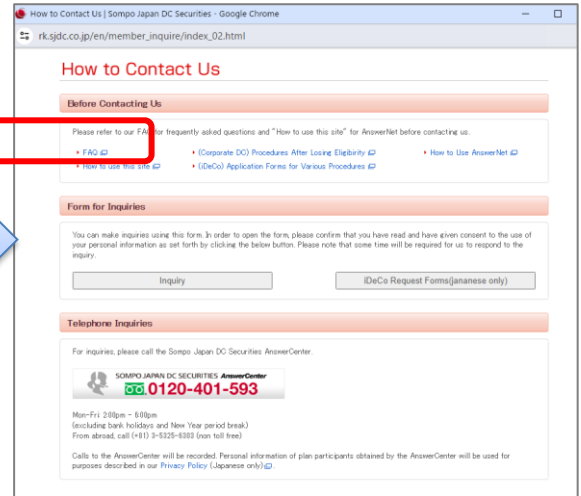 How to Contact Us | Sompo Japan DC Securities - Google Chrome
rk.sjdc.co.jp/en/member_inquire/index_02.html
How to Contact Us
Before Contacting Us
Please refer to our FAQ for frequently asked questions and "How to use this site" for AnswerNet before contacting us.
FAQ
(Corporate DC) Procedures After Losing Eligibirity
How to Use AnswerNet
How to use this site
(iDeCo) Application Forms for Various Procedures
Form for Inquiries
You can make inquiries using this form. In order to open the form, please confirm that you have read and have given consent to the use of
your personal information as set forth by clicking the below button. Please note that some time will be required for us to respond to the
inquiry.
Inquiry
iDeCo Request Forms(jananese only)
Telephone Inquiries
For inquiries, please call the Sompo Japan DC Securities AnswerCenter.
SOMPO JAPAN DC SECURITIES AnswerCenter
0120-401-593
Mon-Fri 2:00pm - 6:00pm
(excluding bank holidays and New Year period break)
From abroad, call (+81) 3-5325-6303 (non toll free)
Calls to the AnswerCenter will be recorded. Personal information of plan participants obtained by the AnswerCenter will be used for
purposes described in our Privacy Policy (Japanese only).